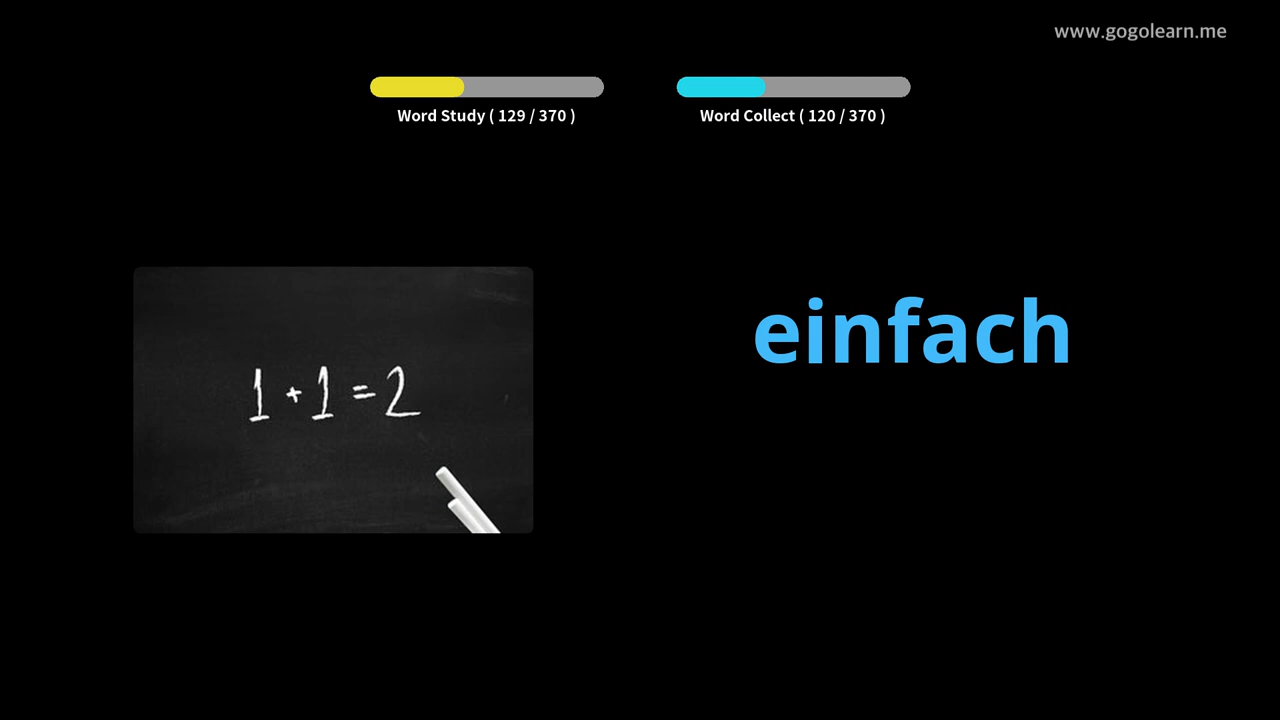 www.gogolearn.me
Word Study ( 129 / 370 )
Word Collect ( 120 / 370 )
einfach
1 + 1 = 2